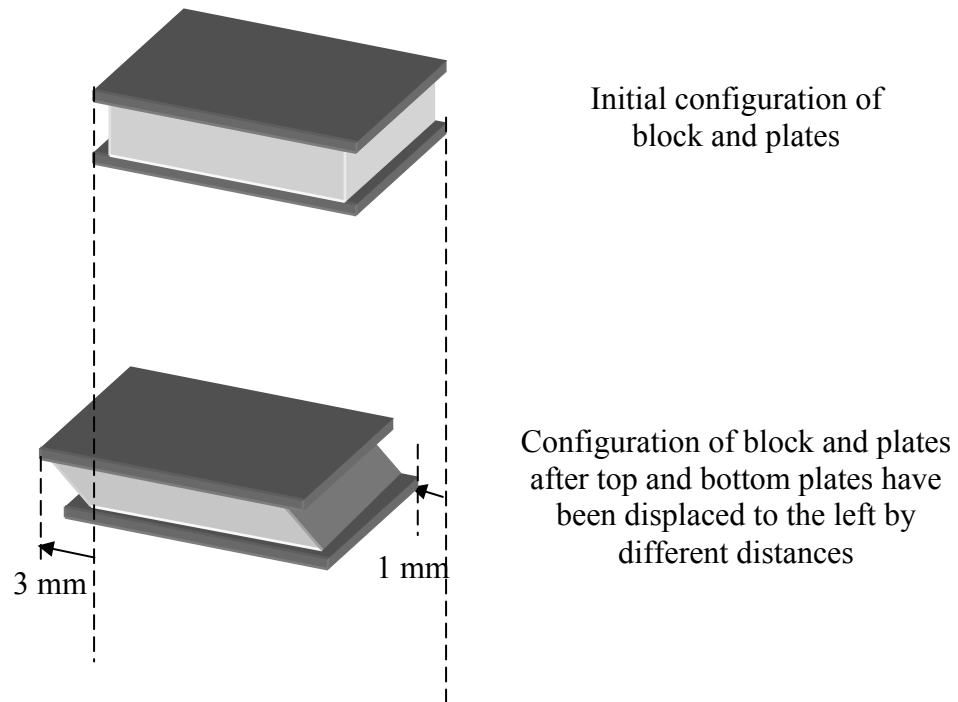 Initial configuration of
block and plates
Configuration of block and plates
after top and bottom plates have
been displaced to the left by
different distances
3 mm
1 mm